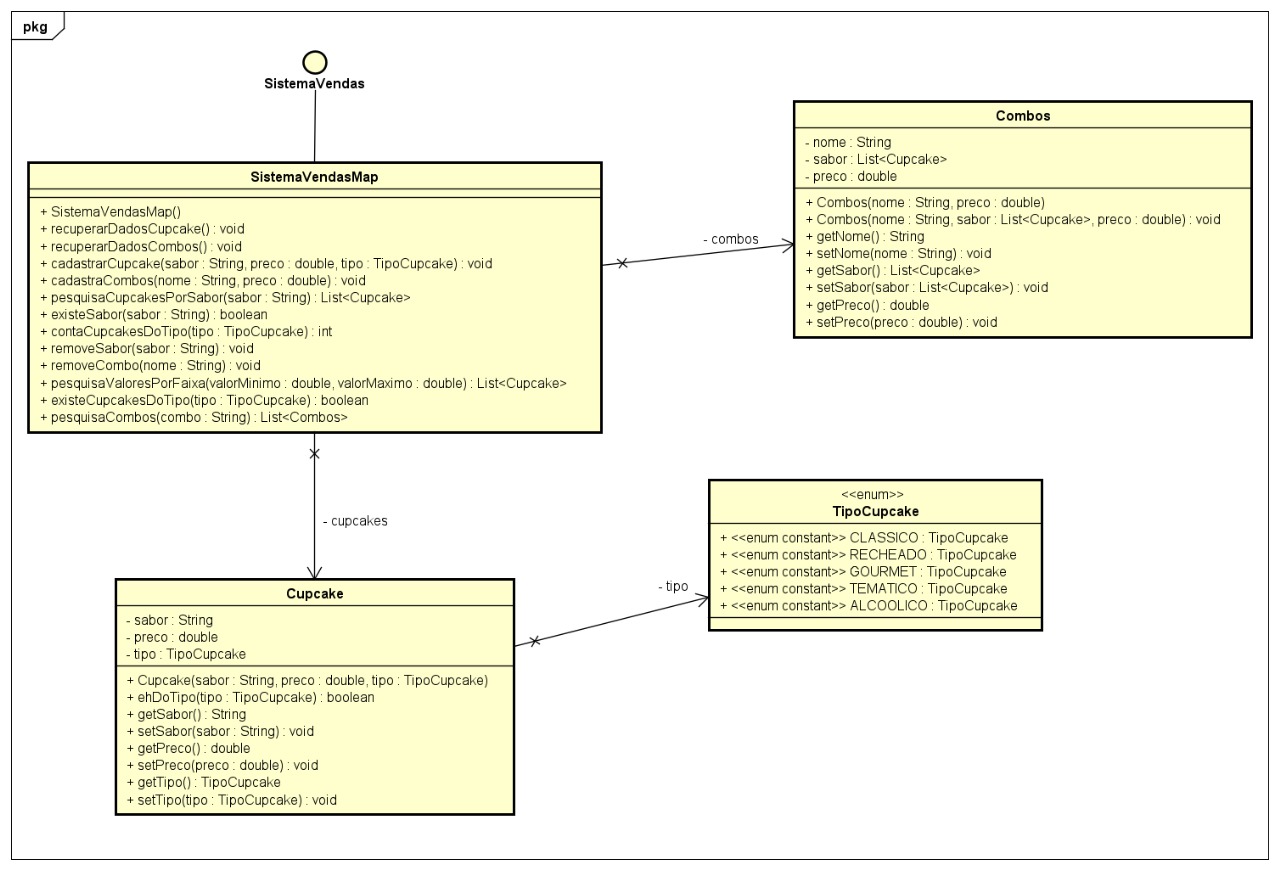 pkg
SistemaVendas
SistemaVendasMap
+ SistemaVendasMap()
+ recuperarDadosCupcake() : void
+ recuperarDadosCombos() : void
+ cadastrarCupcake(sabor : String, preco : double, tipo : TipoCupcake) : void
+ cadastraCombos(nome : String, preco : double) : void
+ pesquisaCupcakesPorSabor(sabor : String) : List<Cupcake>
+ existeSabor(sabor : String) : boolean
+ contaCupcakesDoTipo(tipo : TipoCupcake) : int
+ removeSabor(sabor : String) : void
+ removeCombo(nome : String) : void
+ pesquisaValoresPorFaixa(valorMinimo : double, valorMaximo : double) : List<Cupcake>
+ existeCupcakesDoTipo(tipo : TipoCupcake) : boolean
+ pesquisaCombos(combo : String) : List<Combos>
- combos
Combos
- nome : String
- sabor : List<Cupcake>
- preco : double
+ Combos(nome : String, preco : double)
+ Combos(nome : String, sabor : List<Cupcake>, preco : double) : void
+ getNome() : String
+ setNome(nome : String) : void
+ getSabor() : List<Cupcake>
+ setSabor(sabor : List<Cupcake>) : void
+ getPreco() : double
+ setPreco(preco : double) : void
- cupcakes
Cupcake
- sabor : String
- preco : double
- tipo : TipoCupcake
+ Cupcake(sabor : String, preco : double, tipo : TipoCupcake)
+ ehDoTipo(tipo : TipoCupcake) : boolean
+ getSabor() : String
+ setSabor(sabor : String) : void
+ getPreco() : double
+ setPreco(preco : double) : void
+ getTipo() : TipoCupcake
+ setTipo(tipo : TipoCupcake) : void
- tipo
<<enum>>
TipoCupcake
+ <<enum constant>> CLASSICO : TipoCupcake
+ <<enum constant>> RECHEADO : TipoCupcake
+ <<enum constant>> GOURMET : TipoCupcake
+ <<enum constant>> TEMATICO : TipoCupcake
+ <<enum constant>> ALCOOLICO : TipoCupcake